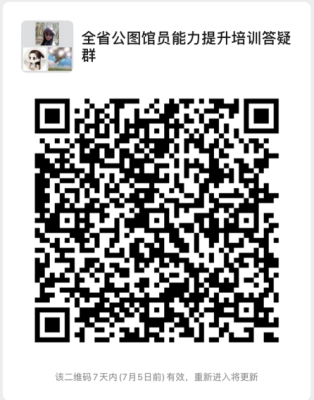 全省公图馆员能力提升培训答疑
群
该二维码7天内(7月5日前)有效，重新进入将更新